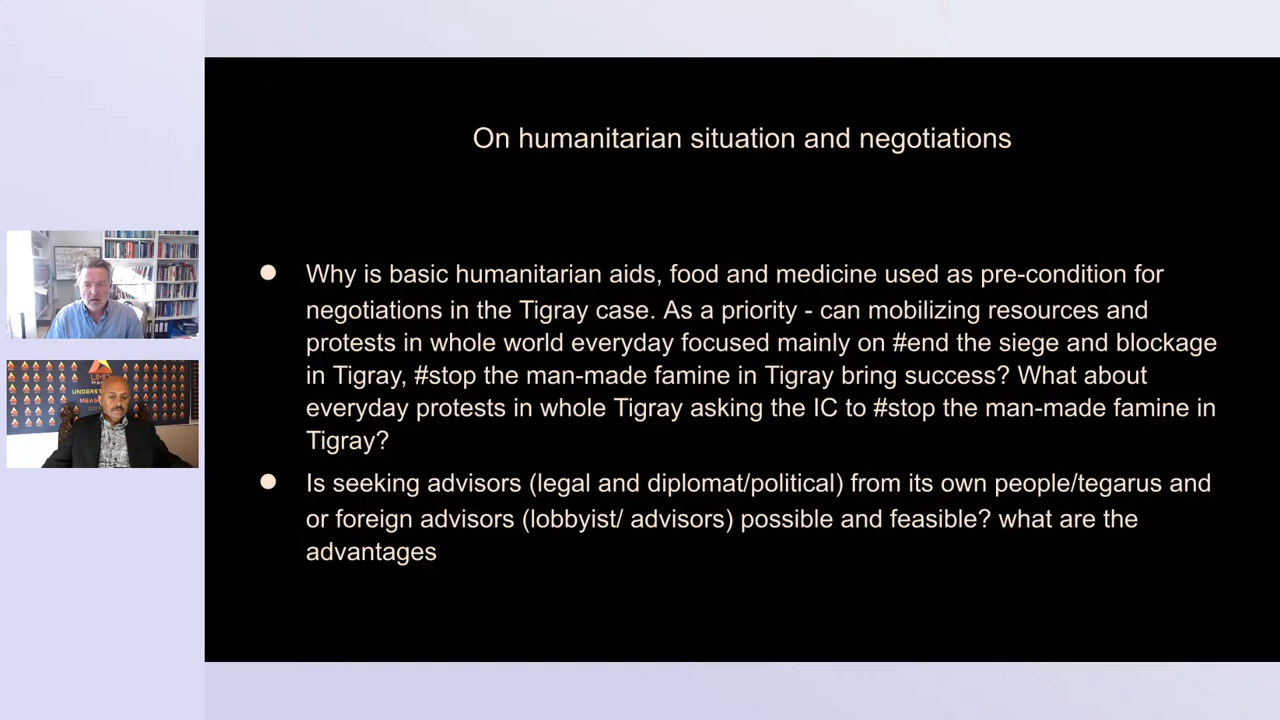 On humanitarian situation and negotiations
● Why is basic humanitarian aids, food and medicine used as pre-condition for
negotiations in the Tigray case. As a priority - can mobilizing resources and
protests in whole world everyday focused mainly on #end the siege and blockage
in Tigray, #stop the man-made famine in Tigray bring success? What about
everyday protests in whole Tigray asking the IC to #stop the man-made famine in
Tigray?
● Is seeking advisors (legal and diplomat/political) from its own people/tegarus and
or foreign advisors (lobbyist/ advisors) possible and feasible? what are the
advantages